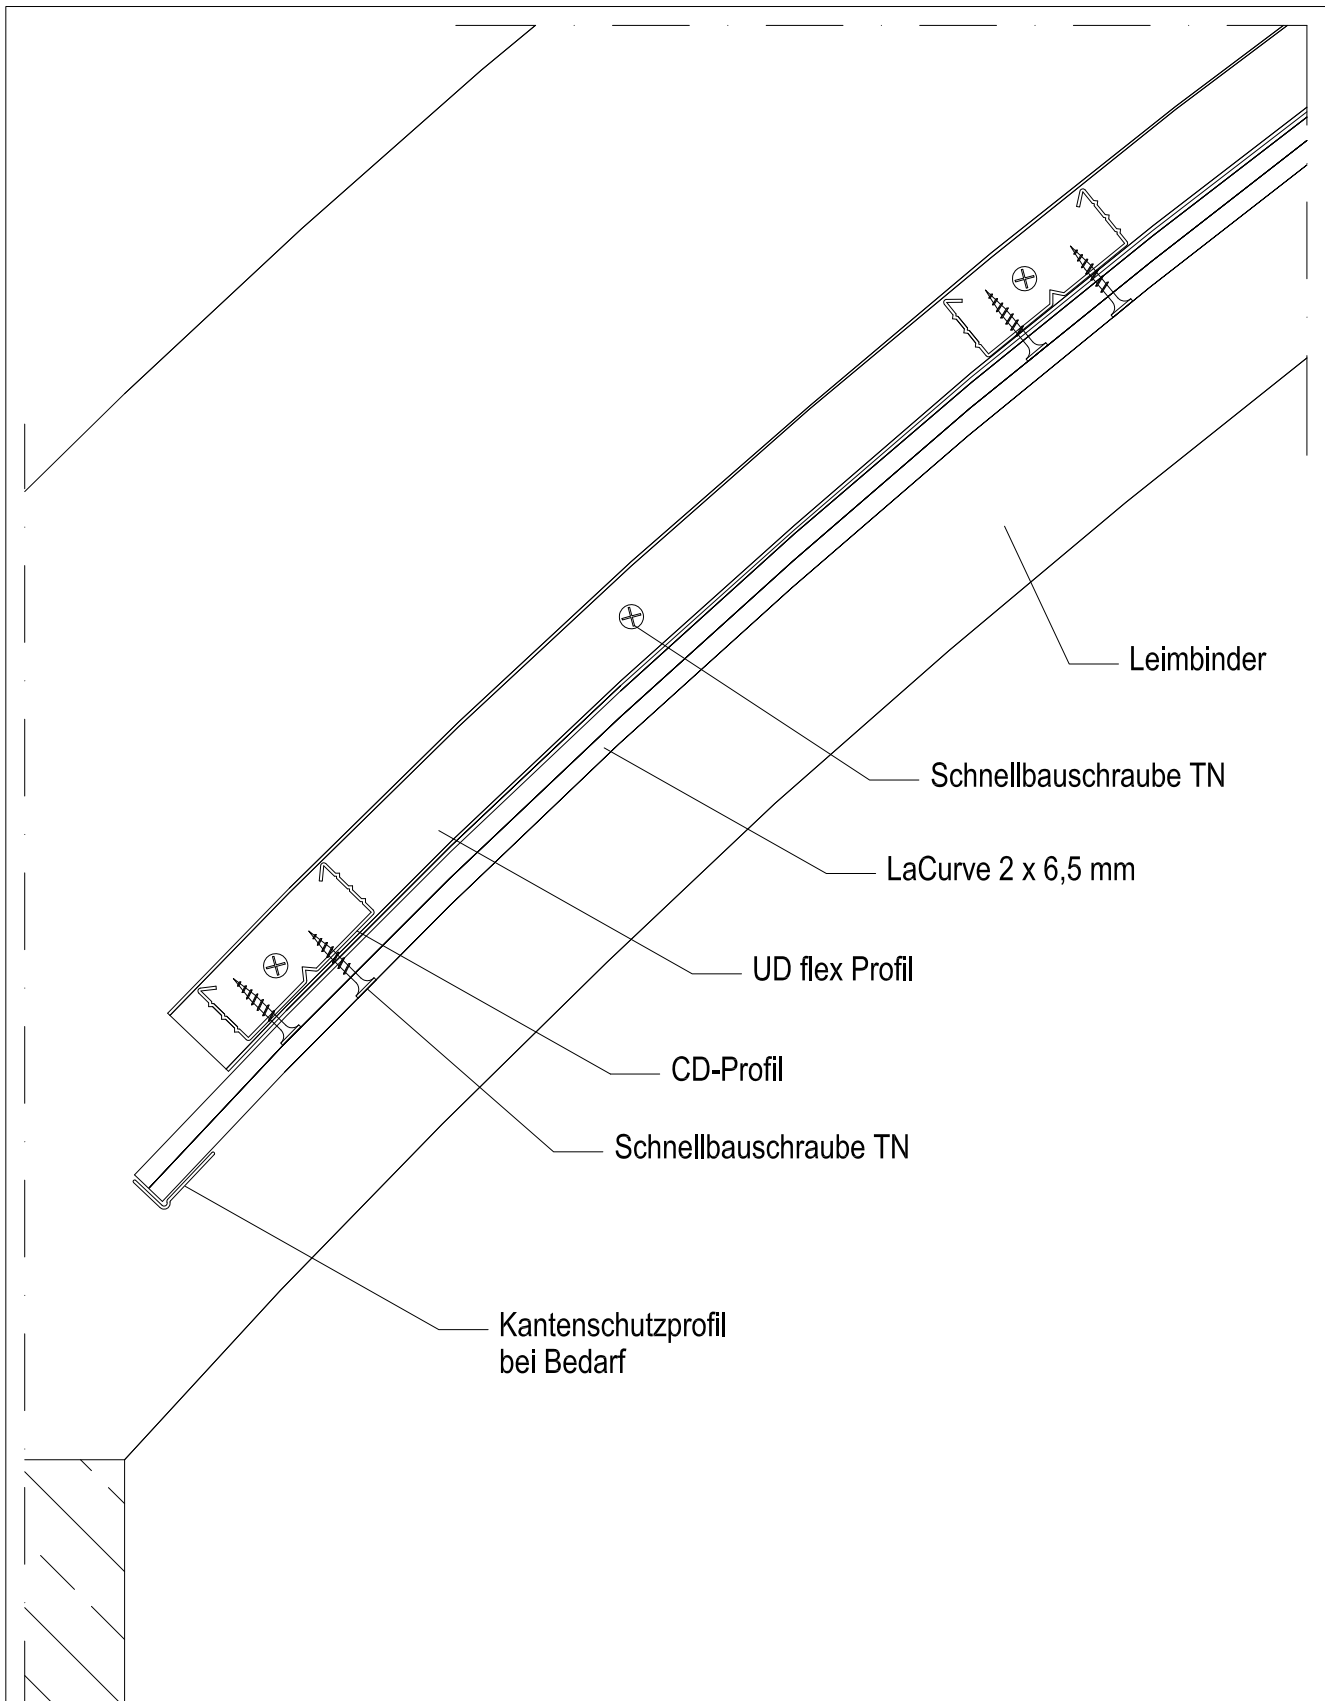 Leimbinder
Schnellbauschraube TN
LaCurve 2 x 6,5 mm
UD flex Profil
CD-Profil
Schnellbauschraube TN
Kantenschutzprofil
bei Bedarf